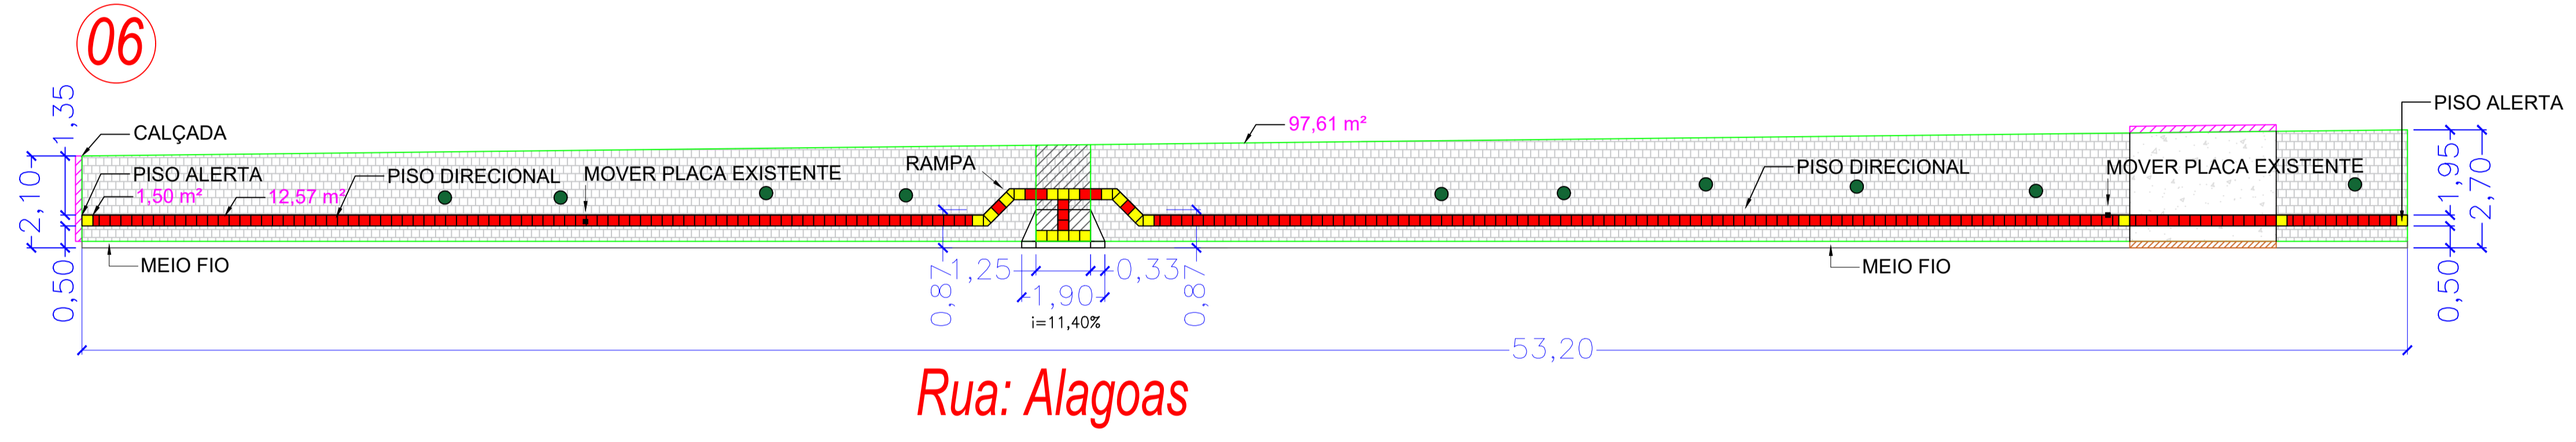 06
1,35
2,10
0,50
CALÇADA
PISO ALERTA
1,50 m²
12,57 m²
PISO DIRECIONAL
MOVER PLACA EXISTENTE
RAMPA
97,61 m²
PISO DIRECIONAL
MOVER PLACA EXISTENTE
PISO ALERTA
1,95
2,70
0,50
MEIO FIO
0,87
1,25
0,33
1,90
i=11,40%
0,87
MEIO FIO
53,20
Rua: Alagoas